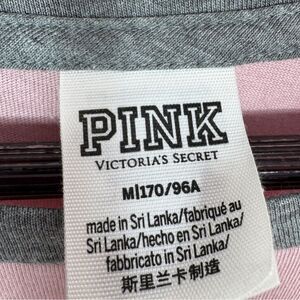 PINK
VICTORIA'S SECRET
M|170/96A
made in Sri Lanka/fabriqué au
Sri Lanka/hecho en Sri Lanka/
fabbricato in Sri Lanka/
斯里兰卡制造